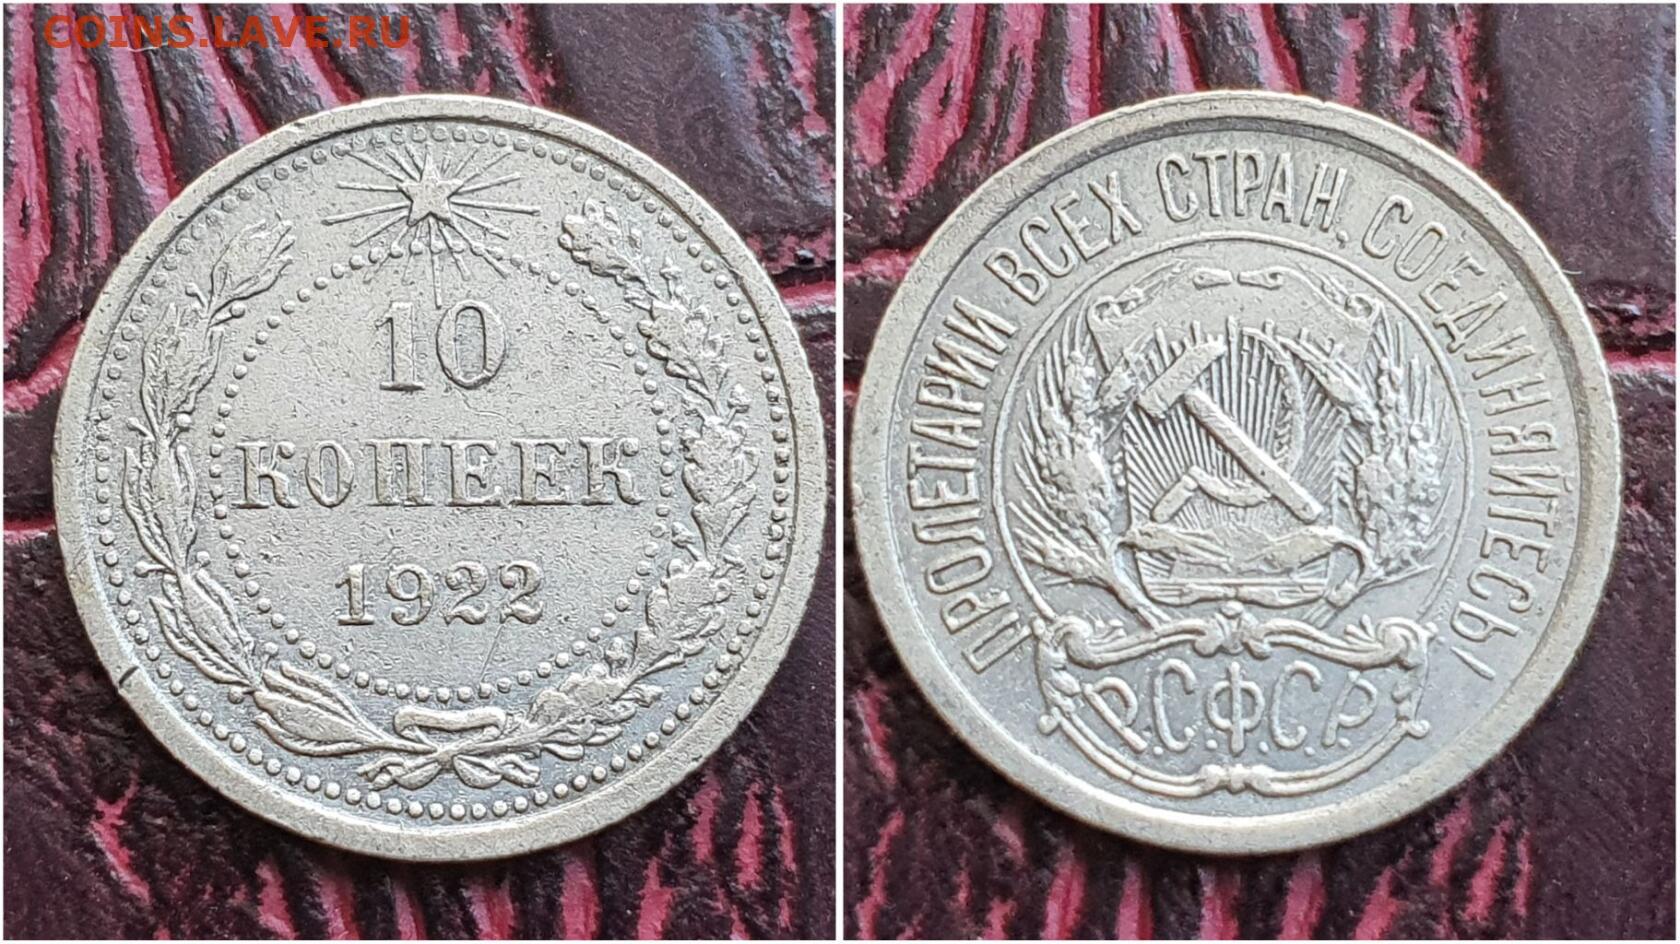 COINS.LAVE.RU
10
КОПЕЕК
1922
ПРОЛЕТАРИИ ВСЕХ СТРАН, СОЕДИНЯЙТЕСЬ!
Р.С.Ф.С.Р.